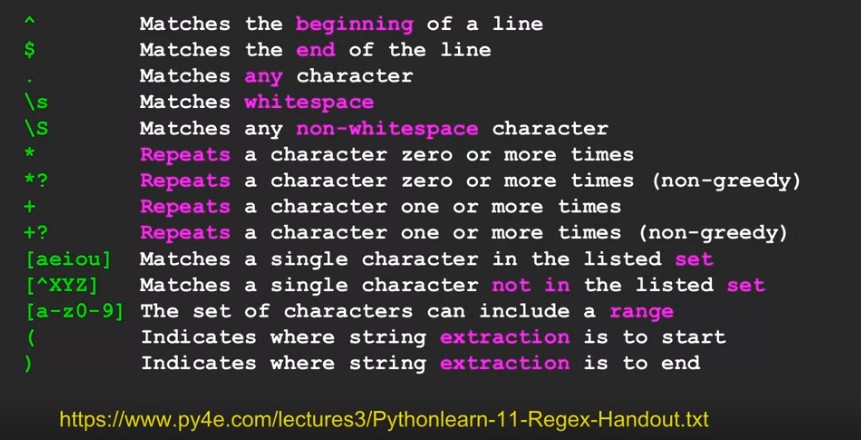 ^ Matches the beginning of a line
$ Matches the end of the line
. Matches any character
\s Matches whitespace
\S Matches any non-whitespace character
* Repeats a character zero or more times
*? Repeats a character zero or more times (non-greedy)
+ Repeats a character one or more times
+? Repeats a character one or more times (non-greedy)
[aeiou] Matches a single character in the listed set
[^XYZ] Matches a single character not in the listed set
[a-z0-9] The set of characters can include a range
( Indicates where string extraction is to start
) Indicates where string extraction is to end
https://www.py4e.com/lectures3/Pythonlearn-11-Regex-Handout.txt